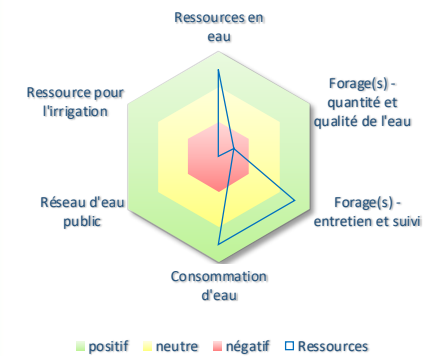 Ressources en
eau
Forage(s) -
quantité et
qualité de l'eau
Forage(s) -
entretien et suivi
Consommation
d'eau
Réseau d'eau
public
Ressource pour
l'irrigation
positif
neutre
négatif
Ressources